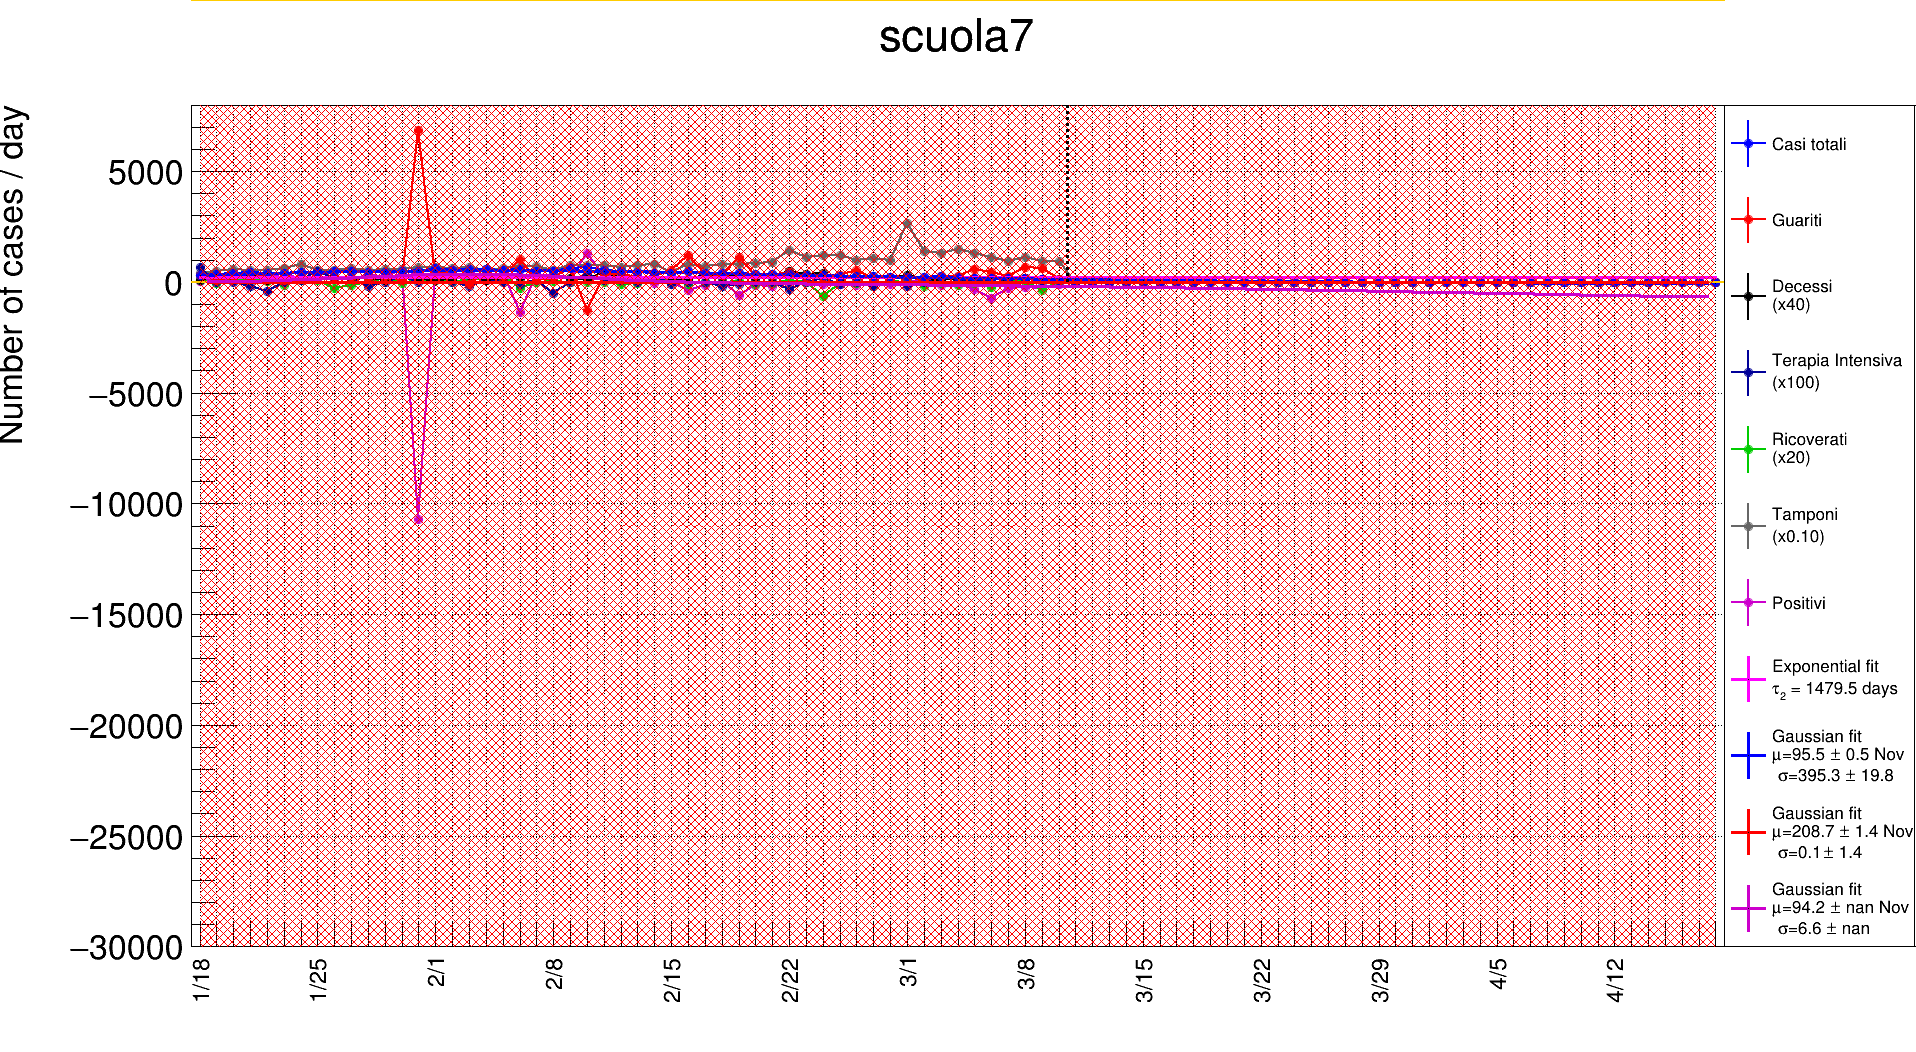 scuola7
Number of cases / day
5000
0
−5000
−10000
−15000
−20000
−25000
−30000
1/18
1/25
2/1
2/8
2/15
2/22
3/1
3/8
3/15
3/22
3/29
4/5
4/12
Casi totali
Guariti
Decessi
(x40)
Terapia Intensiva
(x100)
Ricoverati
(x20)
Tamponi
(x0.10)
Positivi
Exponential fit
τ2 = 1479.5 days
Gaussian fit
μ=95.5 ± 0.5 Nov
σ=395.3 ± 19.8
Gaussian fit
μ=208.7 ± 1.4 Nov
σ=0.1 ± 1.4
Gaussian fit
μ=94.2 ± nan Nov
σ=6.6 ± nan